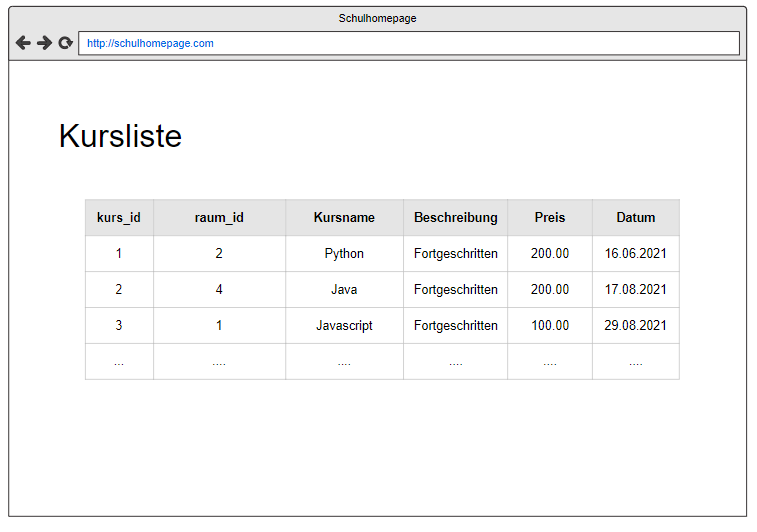 Schulhomepage
http://schulhomepage.com
Kursliste
kurs_id raum_id Kursname Beschreibung Preis Datum
1 2 Python Fortgeschritten 200.00 16.06.2021
2 4 Java Fortgeschritten 200.00 17.08.2021
3 1 Javascript Fortgeschritten 100.00 29.08.2021
... .... .... .... .... ....